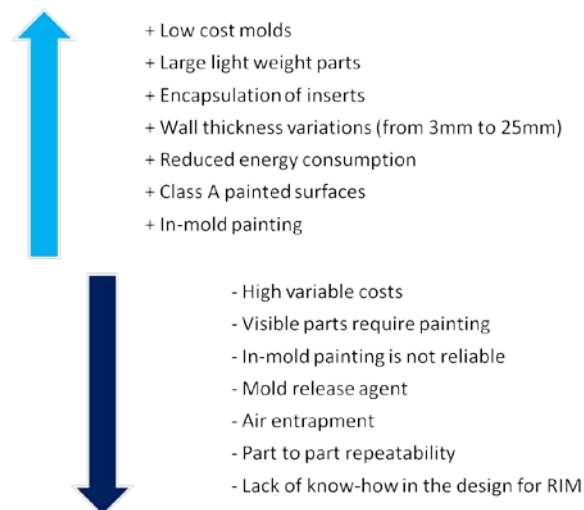 + Low cost molds
+ Large light weight parts
+ Encapsulation of inserts
+ Wall thickness variations (from 3mm to 25mm)
+ Reduced energy consumption
+ Class A painted surfaces
+ In-mold painting
- High variable costs
- Visible parts require painting
- In-mold painting is not reliable
- Mold release agent
- Air entrapment
- Part to part repeatability
- Lack of know-how in the design for RIM